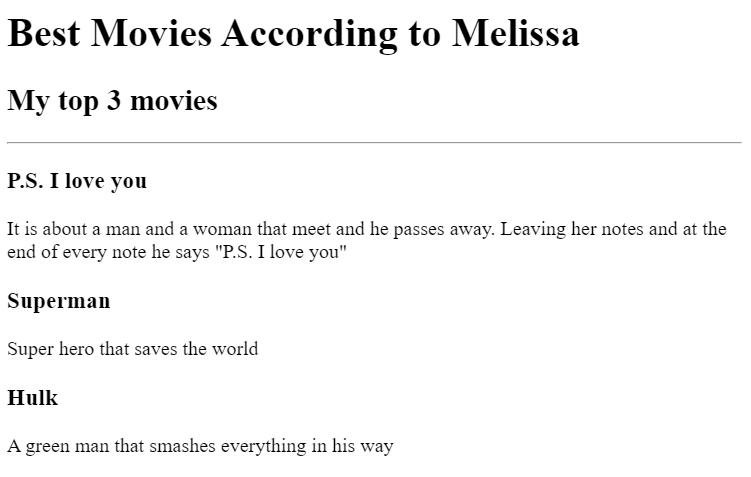 Best Movies According to Melissa
My top 3 movies
P.S. I love you
It is about a man and a woman that meet and he passes away. Leaving her notes and at the
end of every note he says "P.S. I love you"
Superman
Super hero that saves the world
Hulk
A green man that smashes everything in his way